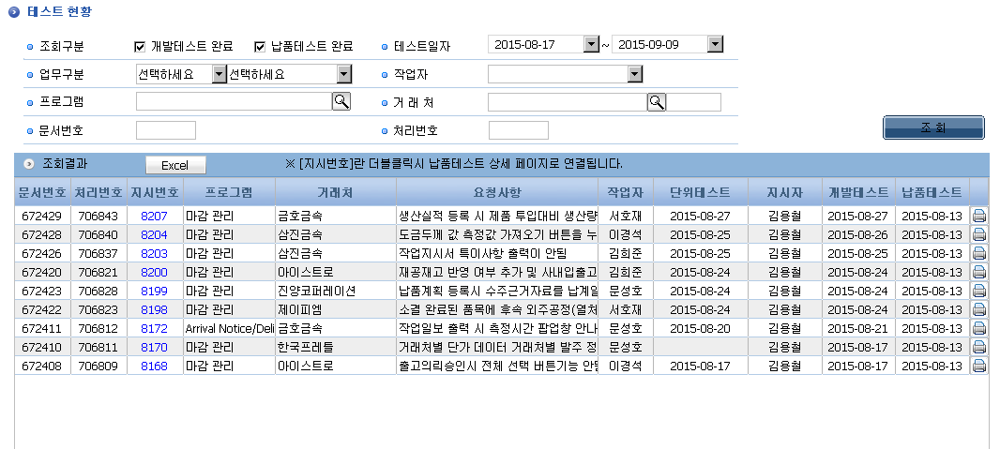 테스트 현황
조회구분 개발테스트 완료 납품테스트 완료 테스트일자 2015-08-17 ~ 2015-09-09
업무구분 선택하세요 선택하세요 작업자
프로그램 거 래 처
문서번호 처리번호 조 회
조회결과 Excel ※ [지시번호]란 더블클릭시 납품테스트 상세 페이지로 연결됩니다.
문서번호 처리번호 지시번호 프로그램 거래처 요청사항 작업자 단위테스트 지시자 개발테스트 납품테스트
672429 706843 8207 마감 관리 금호금속 생산실적 등록 시 제품 투입대비 생산량 서호재 2015-08-27 김용철 2015-08-27 2015-08-13
672428 706840 8204 마감 관리 삼진금속 도금두께 값 측정값 가져오기 버튼을 누 이경석 2015-08-25 김용철 2015-08-26 2015-08-13
672426 706837 8203 마감 관리 삼진금속 작업지시서 특이사항 출력이 안됨 김희준 2015-08-25 김용철 2015-08-25 2015-08-13
672420 706821 8200 마감 관리 아이스트로 재공재고 반영 여부 추가 및 사내입출고 김희준 2015-08-24 김용철 2015-08-24 2015-08-13
672423 706828 8199 마감 관리 진양코퍼레이션 납품계획 등록시 수주근거자료를 납계일 문성호 2015-08-24 김용철 2015-08-24 2015-08-13
672422 706823 8198 마감 관리 제이피엠 소결 완료된 품목에 후속 외주공정(열처 서호재 2015-08-24 김용철 2015-08-24 2015-08-13
672411 706812 8172 Arrival Notice/Deli 금호금속 작업일보 출력 시 측정시간 팝업창 안나 문성호 2015-08-20 김용철 2015-08-21 2015-08-13
672410 706811 8170 마감 관리 한국프레틀 거래처별 단가 데이터 거래처별 발주 정 문성호 김용철 2015-08-17 2015-08-13
672408 706809 8168 마감 관리 아이스트로 출고의뢰승인시 전체 선택 버튼기능 안됨 이경석 2015-08-17 김용철 2015-08-17 2015-08-13